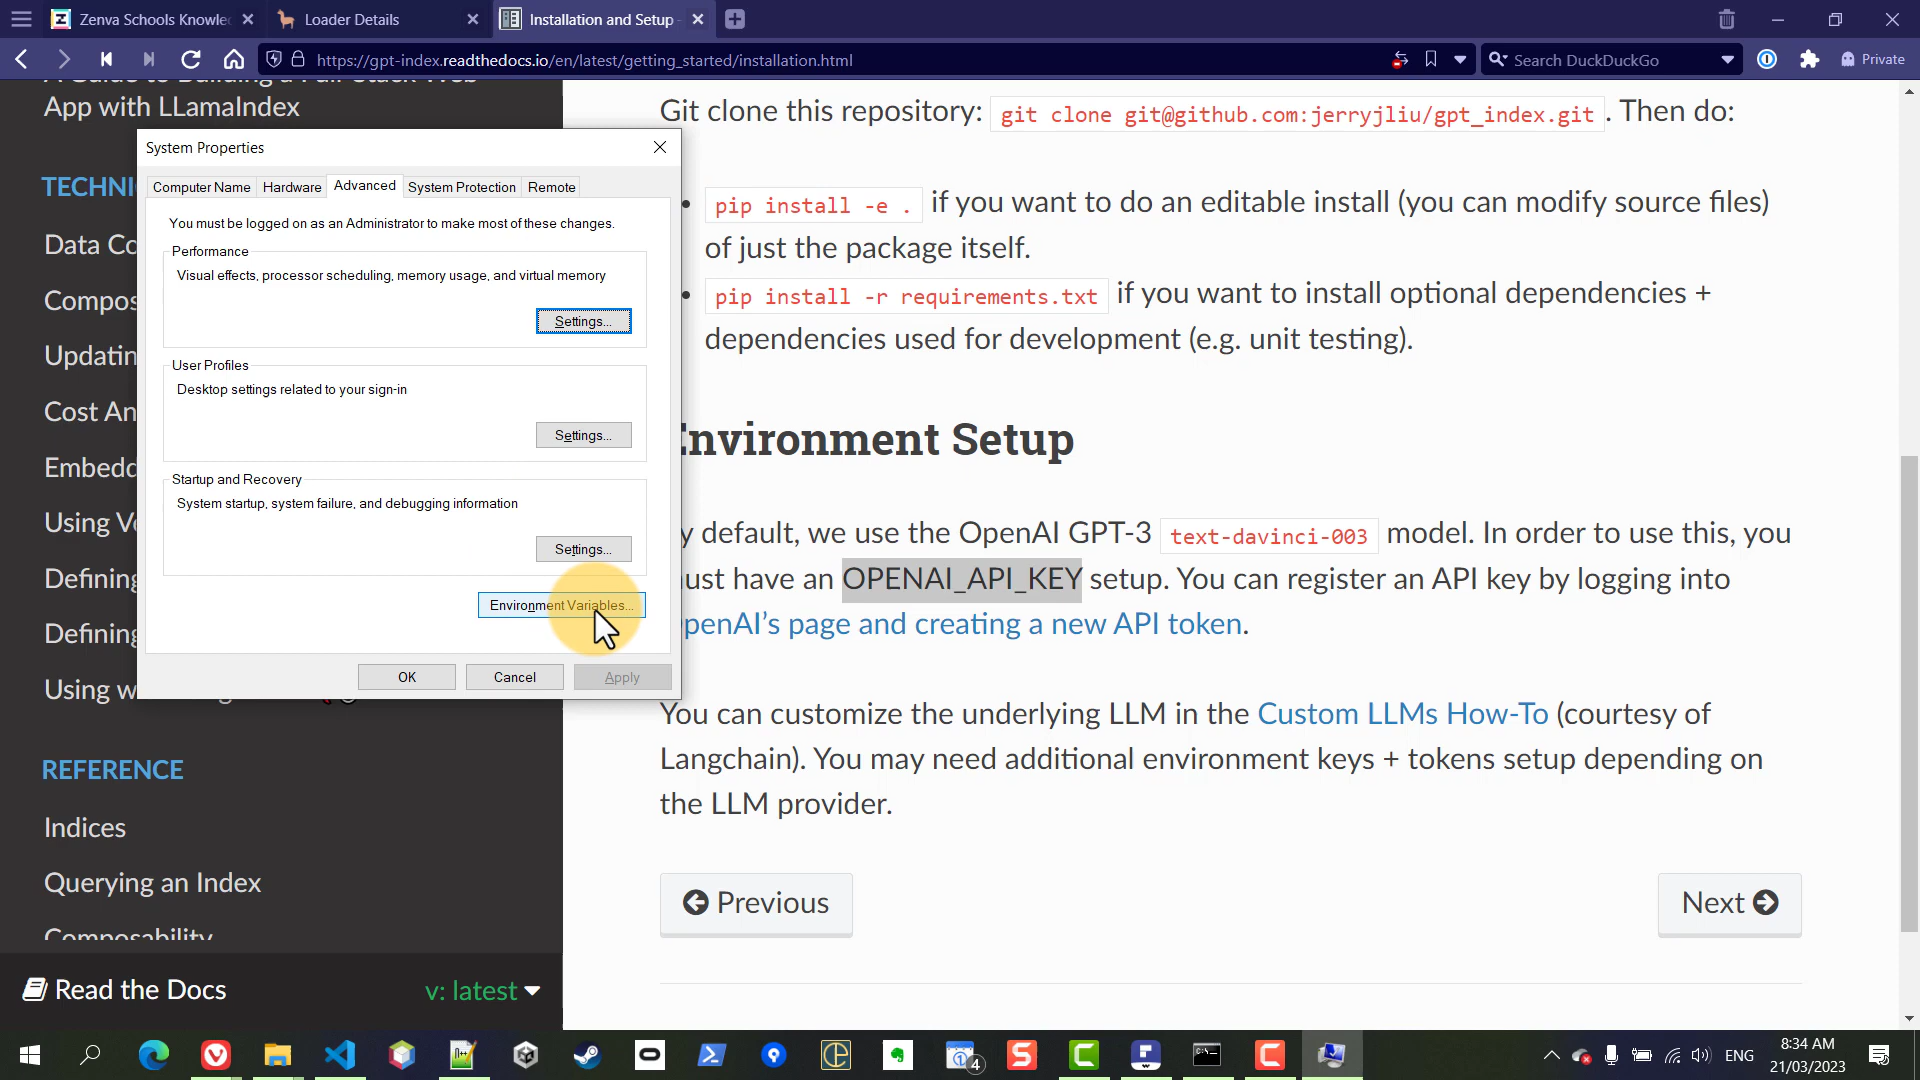 Zenva Schools Knowle
Loader Details
Installation and Setup
https://gpt-index.readthedocs.io/en/latest/getting_started/installation.html
Search DuckDuckGo
Private
App with LLamaIndex
TECHNI
Data Co
Compos
Updatin
Cost An
Embedd
Using Ve
Defining
Defining
Using w
REFERENCE
Indices
Querying an Index
Composability
Read the Docs
v: latest
System Properties
Computer Name
Hardware
Advanced
System Protection
Remote
You must be logged on as an Administrator to make most of these changes.
Performance
Visual effects, processor scheduling, memory usage, and virtual memory
Settings...
User Profiles
Desktop settings related to your sign-in
Settings...
Startup and Recovery
System startup, system failure, and debugging information
Settings...
Environment Variables...
OK
Cancel
Apply
Git clone this repository: git clone git@github.com:jerryjliu/gpt_index.git. Then do:
pip install -e . if you want to do an editable install (you can modify source files)
of just the package itself.
pip install -r requirements.txt if you want to install optional dependencies +
dependencies used for development (e.g. unit testing).
Environment Setup
y default, we use the OpenAI GPT-3 text-davinci-003 model. In order to use this, you
ust have an OPENAI_API_KEY setup. You can register an API key by logging into
penAI's page and creating a new API token.
You can customize the underlying LLM in the Custom LLMs How-To (courtesy of
Langchain). You may need additional environment keys + tokens setup depending on
the LLM provider.
Previous
Next
4
ENG
8:34 AM
21/03/2023